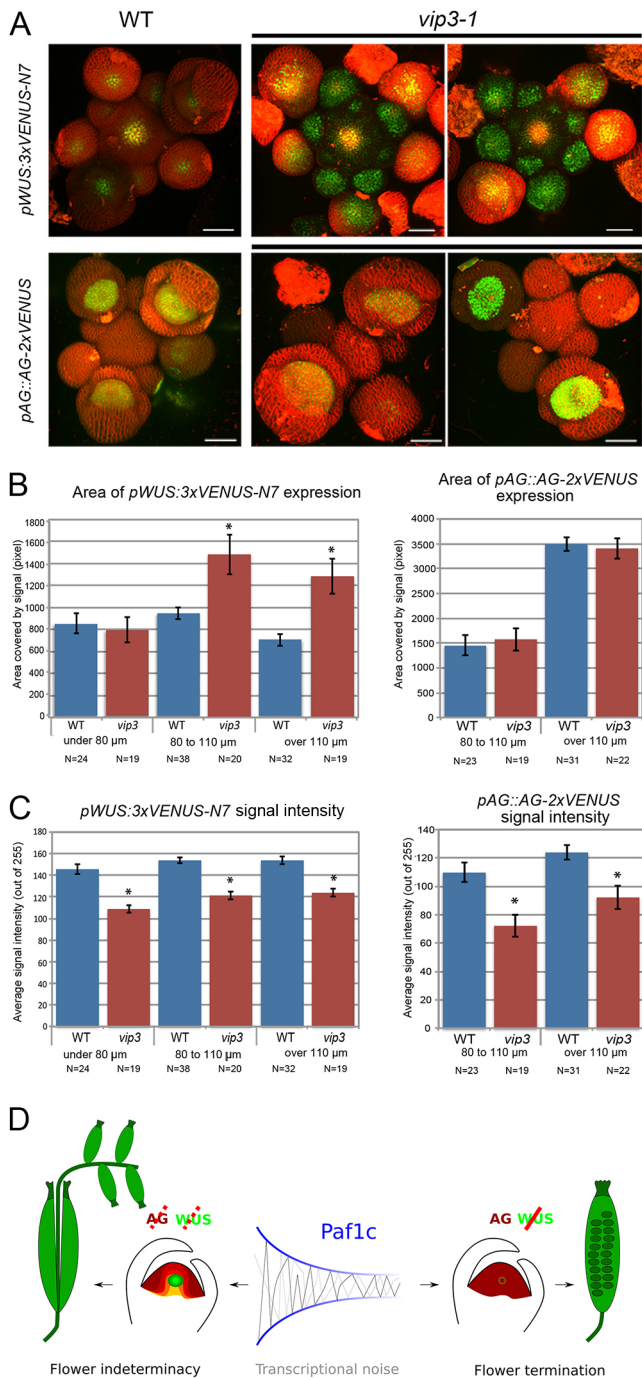 A
WT
vip3-1
pWUS:3xVENUS-N7
pAG::AG-2xVENUS
B
Area of pWUS:3xVENUS-N7 expression
Area covered by signal (pixel)
1800
1600
1400
1200
1000
800
600
400
200
0
*
*
WT vip3 WT vip3 WT vip3
under 80 µm 80 to 110 µm over 110 µm
N=24 N=19 N=38 N=20 N=32 N=19
Area of pAG::AG-2xVENUS
expression
Area covered by signal (pixel)
4000
3500
3000
2500
2000
1500
1000
500
0
WT vip3 WT vip3
80 to 110 µm over 110 µm
N=23 N=19 N=31 N=22
C
pWUS:3xVENUS-N7 signal intensity
Average signal intensity (out of 255)
180
160
140
120
100
80
60
40
20
0
*
*
*
WT vip3 WT vip3 WT vip3
under 80 µm 80 to 110 µm over 110 µm
N=24 N=19 N=38 N=20 N=32 N=19
pAG::AG-2xVENUS
signal intensity
Average signal intensity (out of 255)
140
120
100
80
60
40
20
0
*
*
WT vip3 WT vip3
80 to 110 µm over 110 µm
N=23 N=19 N=31 N=22
D
AG WUS
Paf1c
AG WUS
Flower indeterminacy
Transcriptional noise
Flower termination